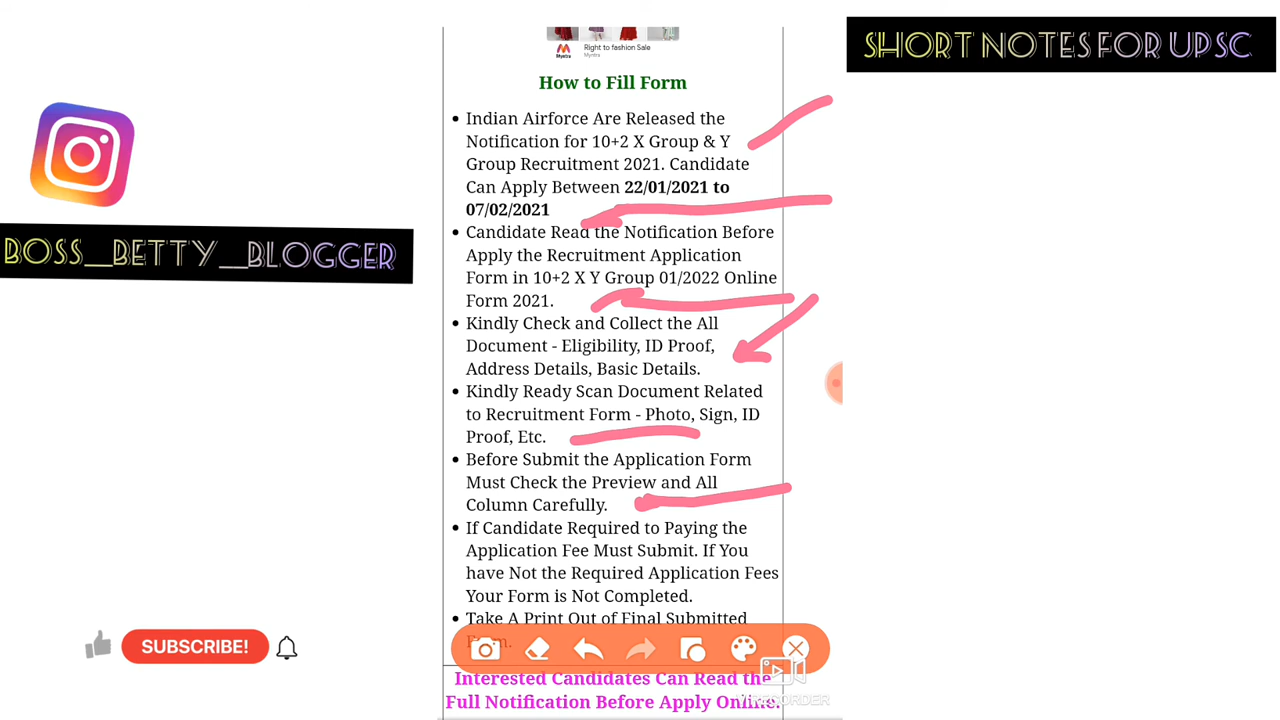 Right to fashion Sale
Myntra
Myntra
SHORT NOTES FOR UPSC
How to Fill Form
Indian Airforce Are Released the
Notification for 10+2 X Group & Y
Group Recruitment 2021. Candidate
Can Apply Between 22/01/2021 to
07/02/2021
Candidate Read the Notification Before
Apply the Recruitment Application
Form in 10+2 X Y Group 01/2022 Online
Form 2021.
Kindly Check and Collect the All
Document - Eligibility, ID Proof,
Address Details, Basic Details.
Kindly Ready Scan Document Related
to Recruitment Form - Photo, Sign, ID
Proof, Etc.
Before Submit the Application Form
Must Check the Preview and All
Column Carefully.
If Candidate Required to Paying the
Application Fee Must Submit. If You
have Not the Required Application Fees
Your Form is Not Completed.
Take A Print Out of Final Submitted
Form.
Interested Candidates Can Read the
Full Notification Before Apply Online.
BOSS__BETTY__BLOGGER
SUBSCRIBE!
VRECORDER